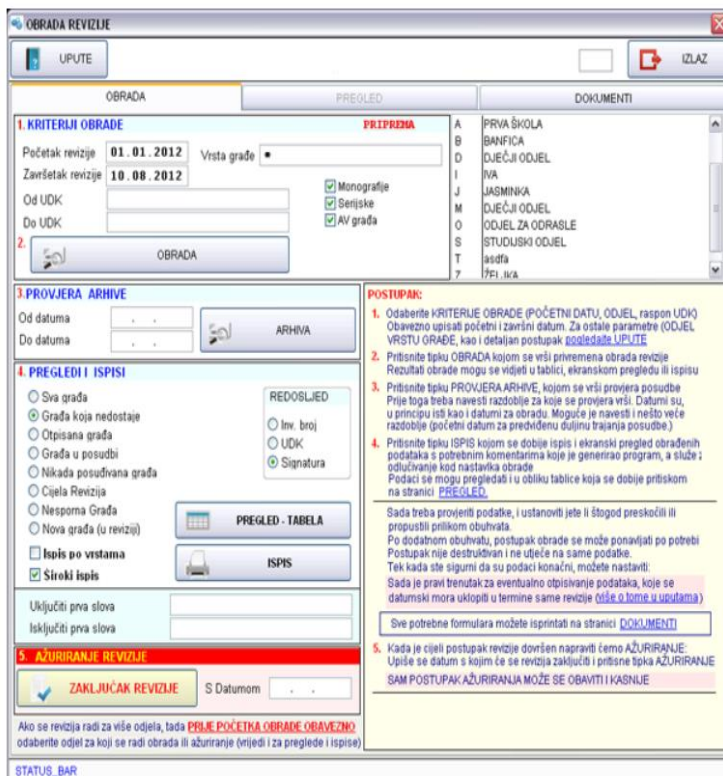 OBRADA REVIZIJE
UPUTE
IZLAZ
OBRADA
PREGLED
DOKUMENTI
1. KRITERIJI OBRADE
PRIPREMA
Početak revizije 01.01.2012 Vrsta građe •
Završetak revizije 10.08.2012
Od UDK
Do UDK
Monografije
Serijske
AV građa
2. OBRADA
A PRVA ŠKOLA
B BANFICA
D DJEČJI ODJEL
I IVA
J JASMINKA
M DJEČJI ODJEL
O ODJEL ZA ODRASLE
S STUDIJSKI ODJEL
T asdfa
Z ŽELJKA
3. PROVJERA ARHIVE
Od datuma . .
Do datuma . .
ARHIVA
4. PREGLEDI I ISPISI
Sva građa
Građa koja nedostaje
Otpisana građa
Građa u posudbi
Nikada posuđivana građa
Cijela Revizija
Nesporna Građa
Nova građa (u reviziji)
Ispis po vrstama
Široki ispis
REDOSLJED
Inv. broj
UDK
Signatura
PREGLED - TABELA
ISPIS
Uključiti prva slova
Isključiti prva slova
5. AŽURIRANJE REVIZIJE
ZAKLJUČAK REVIZIJE
S Datumom . .
Ako se revizija radi za više odjela, tada PRIJE POČETKA OBRADE OBAVEZNO
odaberite odjel za koji se radi obrada ili ažuriranje (vrijedi i za preglede i ispise)
STATUS_BAR
POSTUPAK:
1. Odaberite KRITERIJE OBRADE (POČETNI DATU, ODJEL, raspon UDK)
Obavezno upisati početni i završni datum. Za ostale parametre (ODJEL
VRSTU GRAĐE, kao i detaljan postupak pogledajte UPUTE
2. Pritisnite tipku OBRADA kojom se vrši privremena obrada revizije
Rezultati obrade mogu se vidjeti u tablici, ekranskom pregledu ili ispisu
3. Pritisnite tipku PROVJERA ARHIVE, kojom se vrši provjera posudbe
Prije toga treba navesti razdoblje za koje se provjera vrši. Datumi su,
u principu isti kao i datumi za obradu. Moguće je navesti i nešto veće
razdoblje (početni datum za predviđenu duljinu trajanja posudbe.)
4. Pritisnite tipku ISPIS kojom se dobije ispis i ekranski pregled obrađenih
podataka s potrebnim komentarima koje je generirao program, a služe z
odlučivanje kod nastavka obrade
Podaci se mogu pregledati i u obliku tablice koja se dobije pritiskom
na stranici PREGLED.
Sada treba provjeriti podatke, i ustanoviti jete li štogod preskočili ili
propustili prilikom obuhvata.
Po dodatnom obuhvatu, postupak obrade se može ponavljati po potrebi
Postupak nije destruktivan i ne utječe na same podatke.
Tek kada ste sigurni da su podaci konačni, možete nastaviti:
Sada je pravi trenutak za eventualno otpisivanje podataka, koje se
datumski mora uklopiti u termine same revizije (više o tome u uputama)
Sve potrebne formulara možete isprintati na stranici DOKUMENTI
5. Kada je cijeli postupak revizije dovršen napraviti ćemo AŽURIRANJE:
Upiše se datum s kojim će se revizija zaključiti i pritisne tipka AŽURIRANJE
SAM POSTUPAK AŽURIRANJA MOŽE SE OBAVITI I KASNIJE